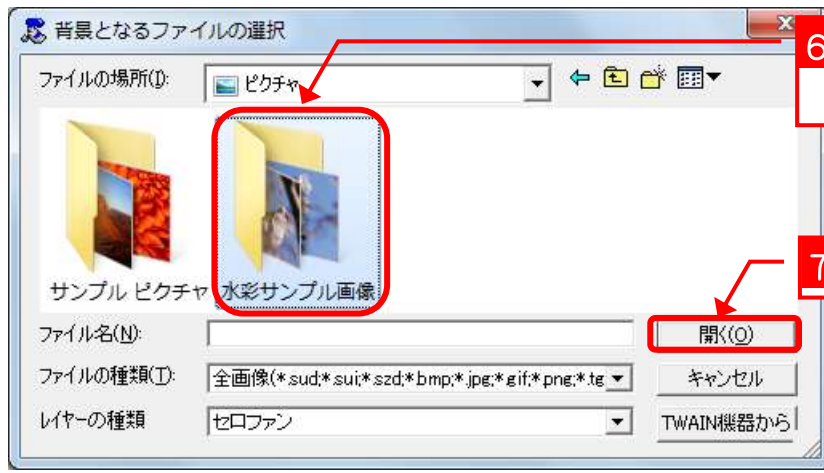 背景となるファイルの選択
6
ファイルの場所(I):
ピクチャ
サンプル ピクチャ
水彩サンプル画像
7
ファイル名(N):
開く(O)
ファイルの種類(T):
全画像(*.sud;*.sui;*.szd;*.bmp;*.jpg;*.gif;*.png;*.tg
キャンセル
レイヤーの種類
セロファン
TWAIN機器から